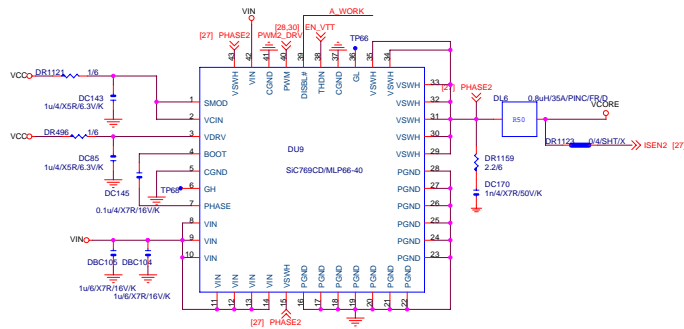 VIN
A_WORK
[27] PHASE2
[28,30] EN_VTT
PWM2_DRV
TP66
43 42 41 40 39 38 37 36 35 34
VSWH VIN CGND PWM DISBL# THDN CGND GL VSWH VSWH
VCC DR1121 1/6
DC143
1u/4/X5R/6.3V/K
1 SMOD
2 VCIN
VCC DR496 1/6
3 VDRV
DC85
1u/4/X5R/6.3V/K
4 BOOT
5 CGND
DC145
TP68
6 GH
7 PHASE
0.1u/4/X7R/16V/K
8 VIN
VIN
9 VIN
10 VIN
DBC105 DBC104
1u/6/X7R/16V/K
1u/6/X7R/16V/K
DU9
SiC769CD/MLP66-40
VSWH 33
VSWH 32
VSWH 31
VSWH 30
VSWH 29
PGND 28
PGND 27
PGND 26
PGND 25
PGND 24
PGND 23
VIN VIN VIN VIN VSWH PGND PGND PGND PGND PGND PGND PGND
11 12 13 14 15 16 17 18 19 20 21 22
[27] PHASE2
PHASE2
DL6 0.8uH/35A/PINC/FR/D
R50
VCORE
DR1123 0/4/SHT/X
ISEN2 [27
DR1159
2.2/6
DC170
1n/4/X7R/50V/K